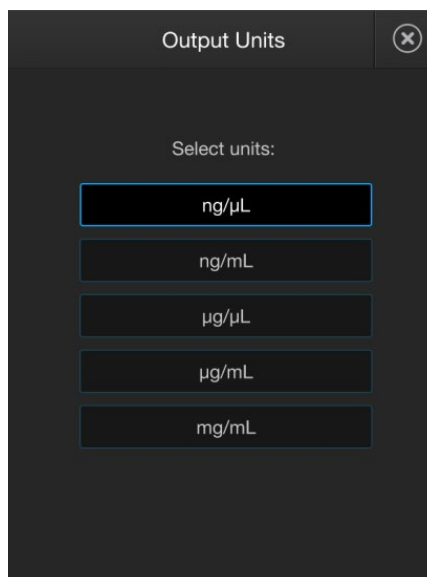 Output Units
Select units:
ng/µL
ng/mL
µg/µL
µg/mL
mg/mL